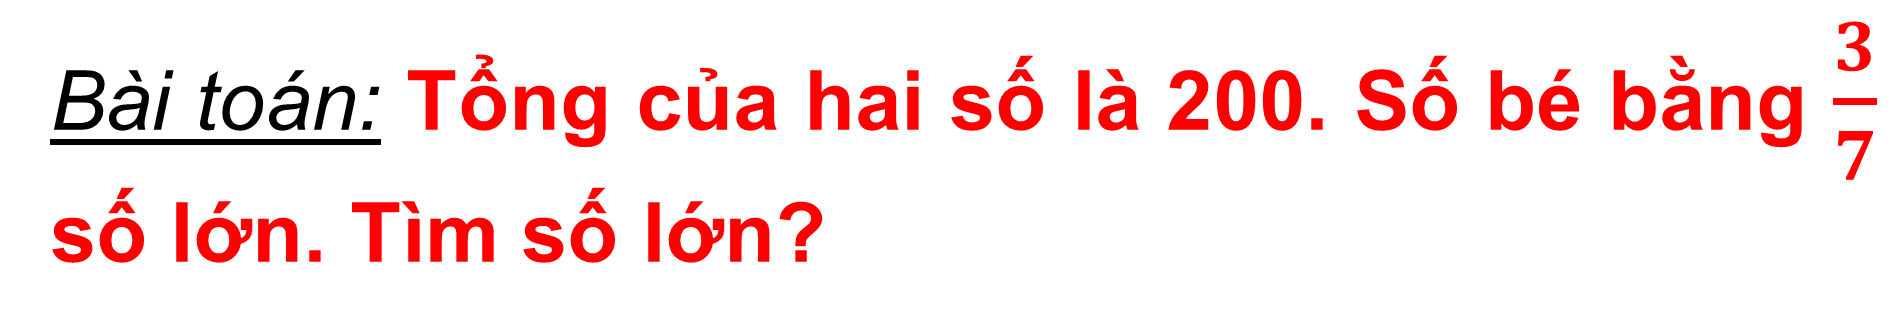 Bài toán: Tổng của hai số là 200. Số bé bằng 3/7
số lớn. Tìm số lớn?